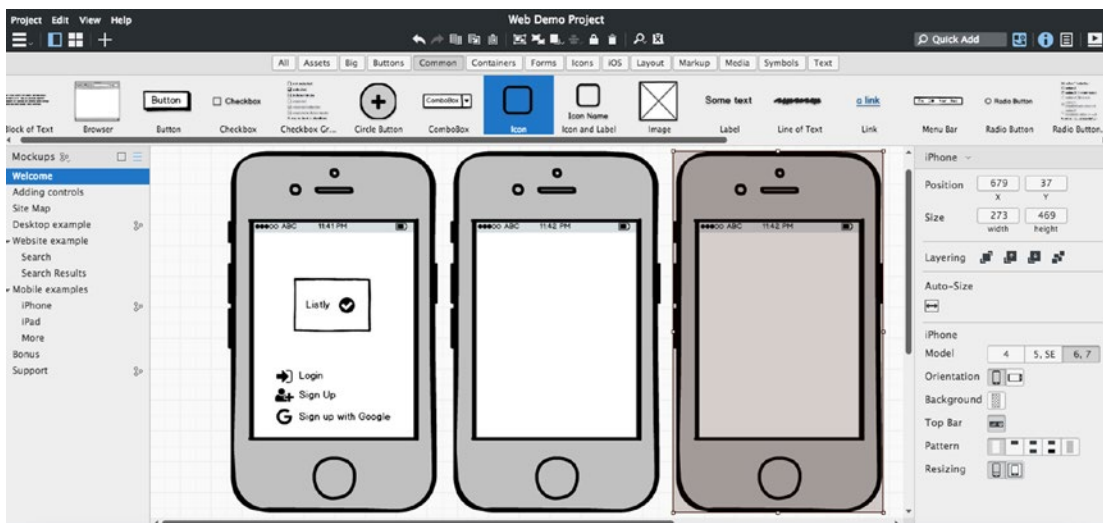 Project Edit View Help
Web Demo Project
Quick Add
All Assets Big Buttons Common Containers Forms Icons iOS Layout Markup Media Symbols Text
Button
Checkbox
ComboBox
Icon Name
Some text
a link
Radio Button
lock of Text Browser Button Checkbox Checkbox Gr... Circle Button ComboBox Icon Icon and Label Image Label Line of Text Link Menu Bar Radio Button Radio Button...
Mockups
Welcome
Adding controls
Site Map
Desktop example
Website example
Search
Search Results
Mobile examples
iPhone
iPad
More
Bonus
Support
ABC 11:41 PM
Listly
Login
Sign Up
Sign up with Google
ABC 11:42 PM
ABC 11:42 PM
iPhone
Position 679 37
X Y
Size 273 469
width height
Layering
Auto-Size
iPhone
Model 4 5, SE 6, 7
Orientation
Background
Top Bar
Pattern
Resizing